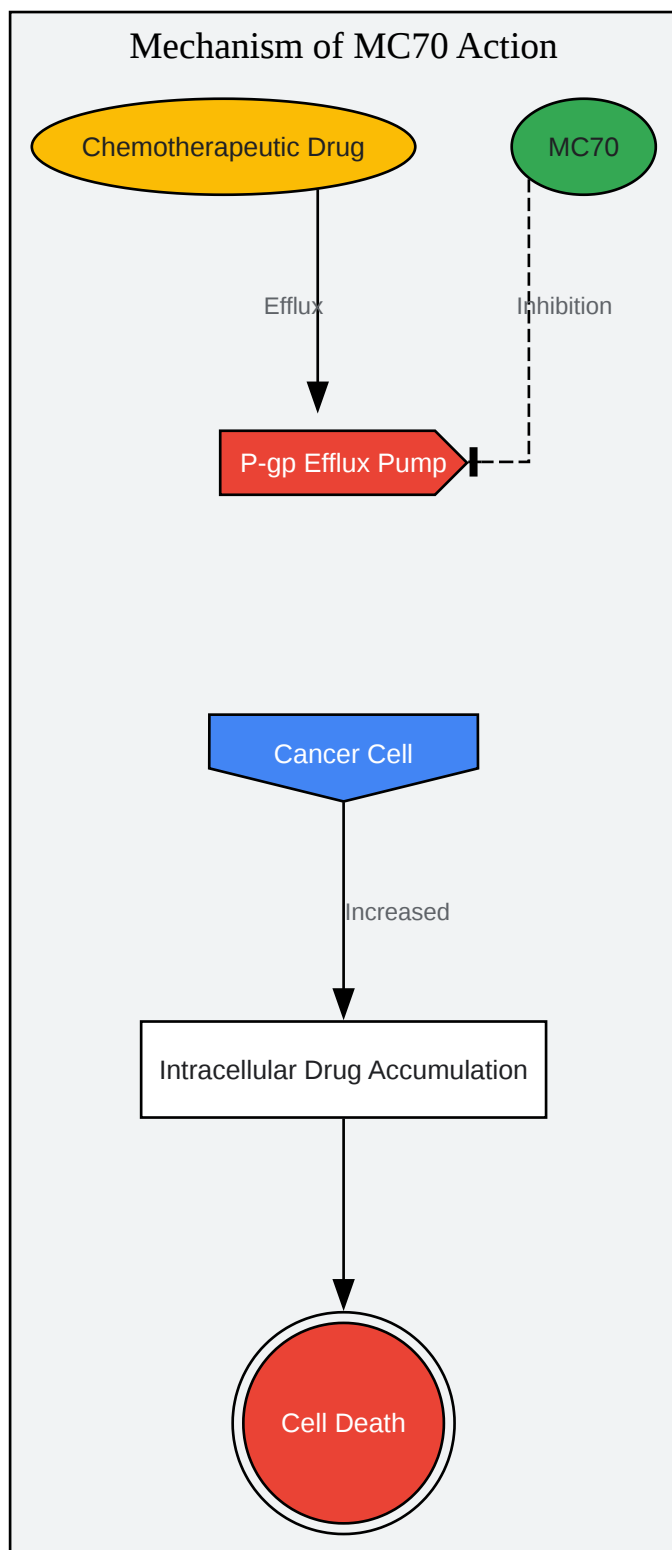 Mechanism of MC70 Action
Chemotherapeutic Drug
MC70
Efflux
Inhibition
P-gp Efflux Pump
Cancer Cell
Increased
Intracellular Drug Accumulation
Cell Death